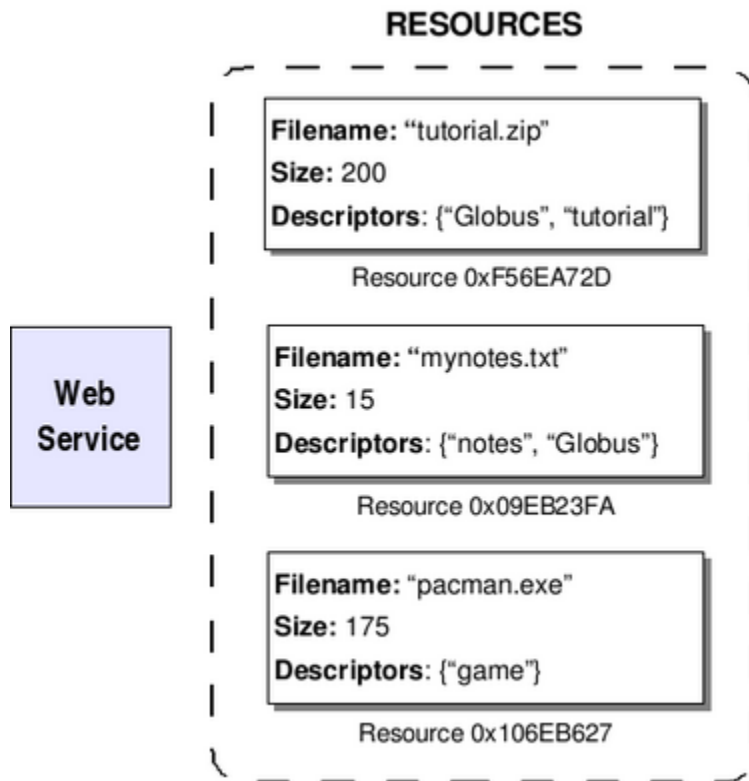 RESOURCES
Filename: “tutorial.zip”
Size: 200
Descriptors: {“Globus”, “tutorial”}
Resource 0xF56EA72D
Web
Service
Filename: “mynotes.txt”
Size: 15
Descriptors: {“notes”, “Globus”}
Resource 0x09EB23FA
Filename: “pacman.exe”
Size: 175
Descriptors: {“game”}
Resource 0x106EB627